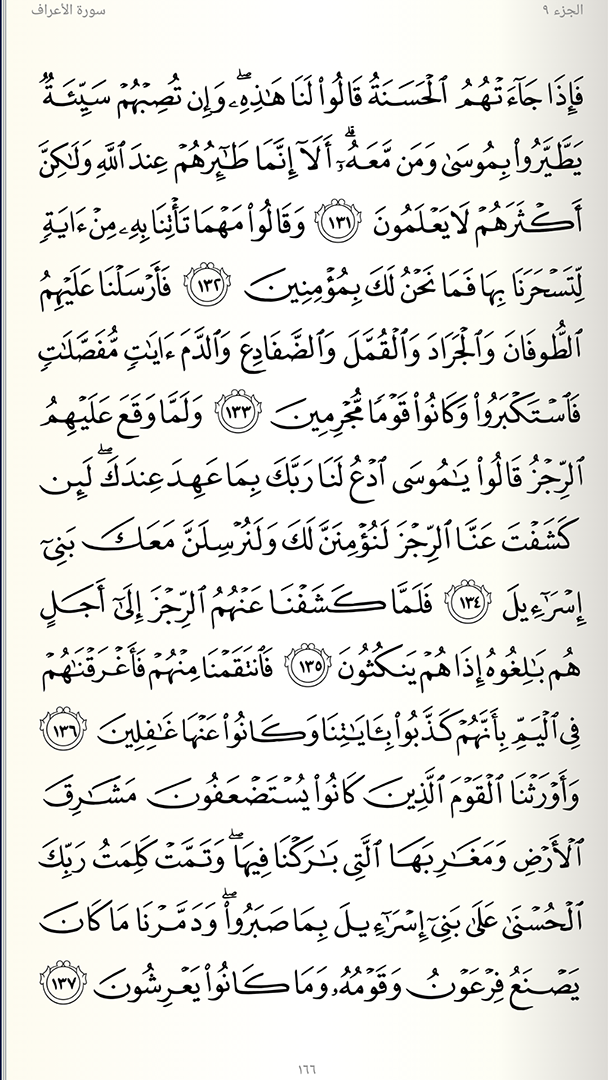 سورة الأعراف
الجزء ٩
فَإِذَا جَآءَتۡهُمُ ٱلۡحَسَنَةُ قَالُواْ لَنَا هَٰذِهِۦۖ وَإِن تُصِبۡهُمۡ سَيِّئَةٞ
يَطَّيَّرُواْ بِمُوسَىٰ وَمَن مَّعَهُۥٓۗ أَلَآ إِنَّمَا طَٰٓئِرُهُمۡ عِندَ ٱللَّهِ وَلَٰكِنَّ
أَكۡثَرَهُمۡ لَا يَعۡلَمُونَ ١٣١ وَقَالُواْ مَهۡمَا تَأۡتِنَا بِهِۦ مِنۡ ءَايَةٖ
لِّتَسۡحَرَنَا بِهَا فَمَا نَحۡنُ لَكَ بِمُؤۡمِنِينَ ١٣٢ فَأَرۡسَلۡنَا عَلَيۡهِمُ
ٱلطُّوفَانَ وَٱلۡجَرَادَ وَٱلۡقُمَّلَ وَٱلضَّفَادِعَ وَٱلدَّمَ ءَايَٰتٖ مُّفَصَّلَٰتٖ
فَٱسۡتَكۡبَرُواْ وَكَانُواْ قَوۡمٗا مُّجۡرِمِينَ ١٣٣ وَلَمَّا وَقَعَ عَلَيۡهِمُ
ٱلرِّجۡزُ قَالُواْ يَٰمُوسَى ٱدۡعُ لَنَا رَبَّكَ بِمَا عَهِدَ عِندَكَۖ لَئِن
كَشَفۡتَ عَنَّا ٱلرِّجۡزَ لَنُؤۡمِنَنَّ لَكَ وَلَنُرۡسِلَنَّ مَعَكَ بَنِيٓ
إِسۡرَٰٓءِيلَ ١٣٤ فَلَمَّا كَشَفۡنَا عَنۡهُمُ ٱلرِّجۡزَ إِلَىٰٓ أَجَلٍ
هُم بَٰلِغُوهُ إِذَا هُمۡ يَنكُثُونَ ١٣٥ فَٱنتَقَمۡنَا مِنۡهُمۡ فَأَغۡرَقۡنَٰهُمۡ
فِي ٱلۡيَمِّ بِأَنَّهُمۡ كَذَّبُواْ بِـَٔايَٰتِنَا وَكَانُواْ عَنۡهَا غَٰفِلِينَ ١٣٦
وَأَوۡرَثۡنَا ٱلۡقَوۡمَ ٱلَّذِينَ كَانُواْ يُسۡتَضۡعَفُونَ مَشَٰرِقَ
ٱلۡأَرۡضِ وَمَغَٰرِبَهَا ٱلَّتِي بَٰرَكۡنَا فِيهَاۖ وَتَمَّتۡ كَلِمَتُ رَبِّكَ
ٱلۡحُسۡنَىٰ عَلَىٰ بَنِيٓ إِسۡرَٰٓءِيلَ بِمَا صَبَرُواْۖ وَدَمَّرۡنَا مَا كَانَ
يَصۡنَعُ فِرۡعَوۡنُ وَقَوۡمُهُۥ وَمَا كَانُواْ يَعۡرِشُونَ ١٣٧
١٦٦